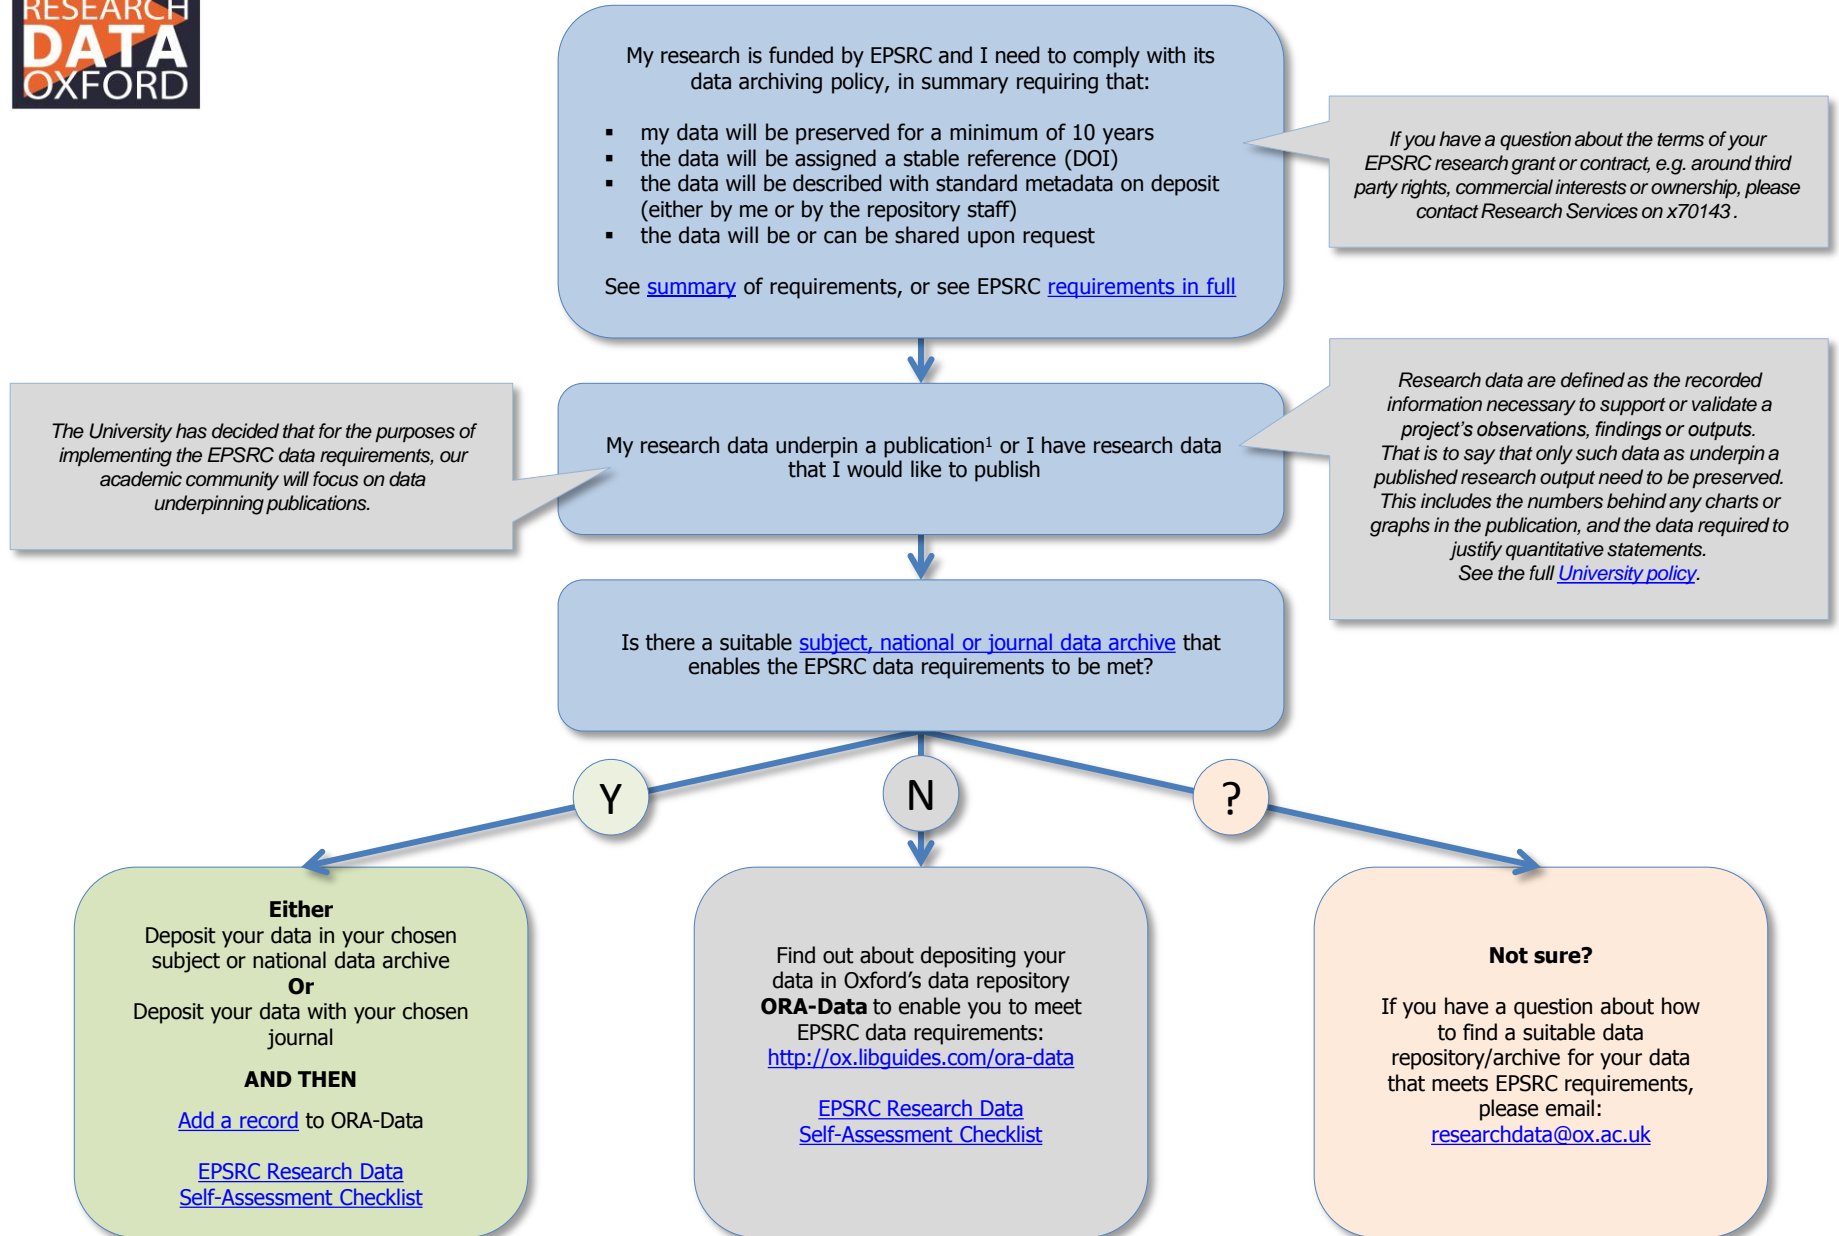 RESEARCH
DATA
OXFORD
My research is funded by EPSRC and I need to comply with its
data archiving policy, in summary requiring that:
▪ my data will be preserved for a minimum of 10 years
▪ the data will be assigned a stable reference (DOI)
▪ the data will be described with standard metadata on deposit
(either by me or by the repository staff)
▪ the data will be or can be shared upon request
See summary of requirements, or see EPSRC requirements in full
If you have a question about the terms of your
EPSRC research grant or contract, e.g. around third
party rights, commercial interests or ownership, please
contact Research Services on x70143 .
The University has decided that for the purposes of
implementing the EPSRC data requirements, our
academic community will focus on data
underpinning publications.
My research data underpin a publication¹ or I have research data
that I would like to publish
Research data are defined as the recorded
information necessary to support or validate a
project's observations, findings or outputs.
That is to say that only such data as underpin a
published research output need to be preserved.
This includes the numbers behind any charts or
graphs in the publication, and the data required to
justify quantitative statements.
See the full University policy.
Is there a suitable subject, national or journal data archive that
enables the EPSRC data requirements to be met?
Y
N
?
Either
Deposit your data in your chosen
subject or national data archive
Or
Deposit your data with your chosen
journal
AND THEN
Add a record to ORA-Data
EPSRC Research Data
Self-Assessment Checklist
Find out about depositing your
data in Oxford's data repository
ORA-Data to enable you to meet
EPSRC data requirements:
http://ox.libguides.com/ora-data
EPSRC Research Data
Self-Assessment Checklist
Not sure?
If you have a question about how
to find a suitable data
repository/archive for your data
that meets EPSRC requirements,
please email:
researchdata@ox.ac.uk